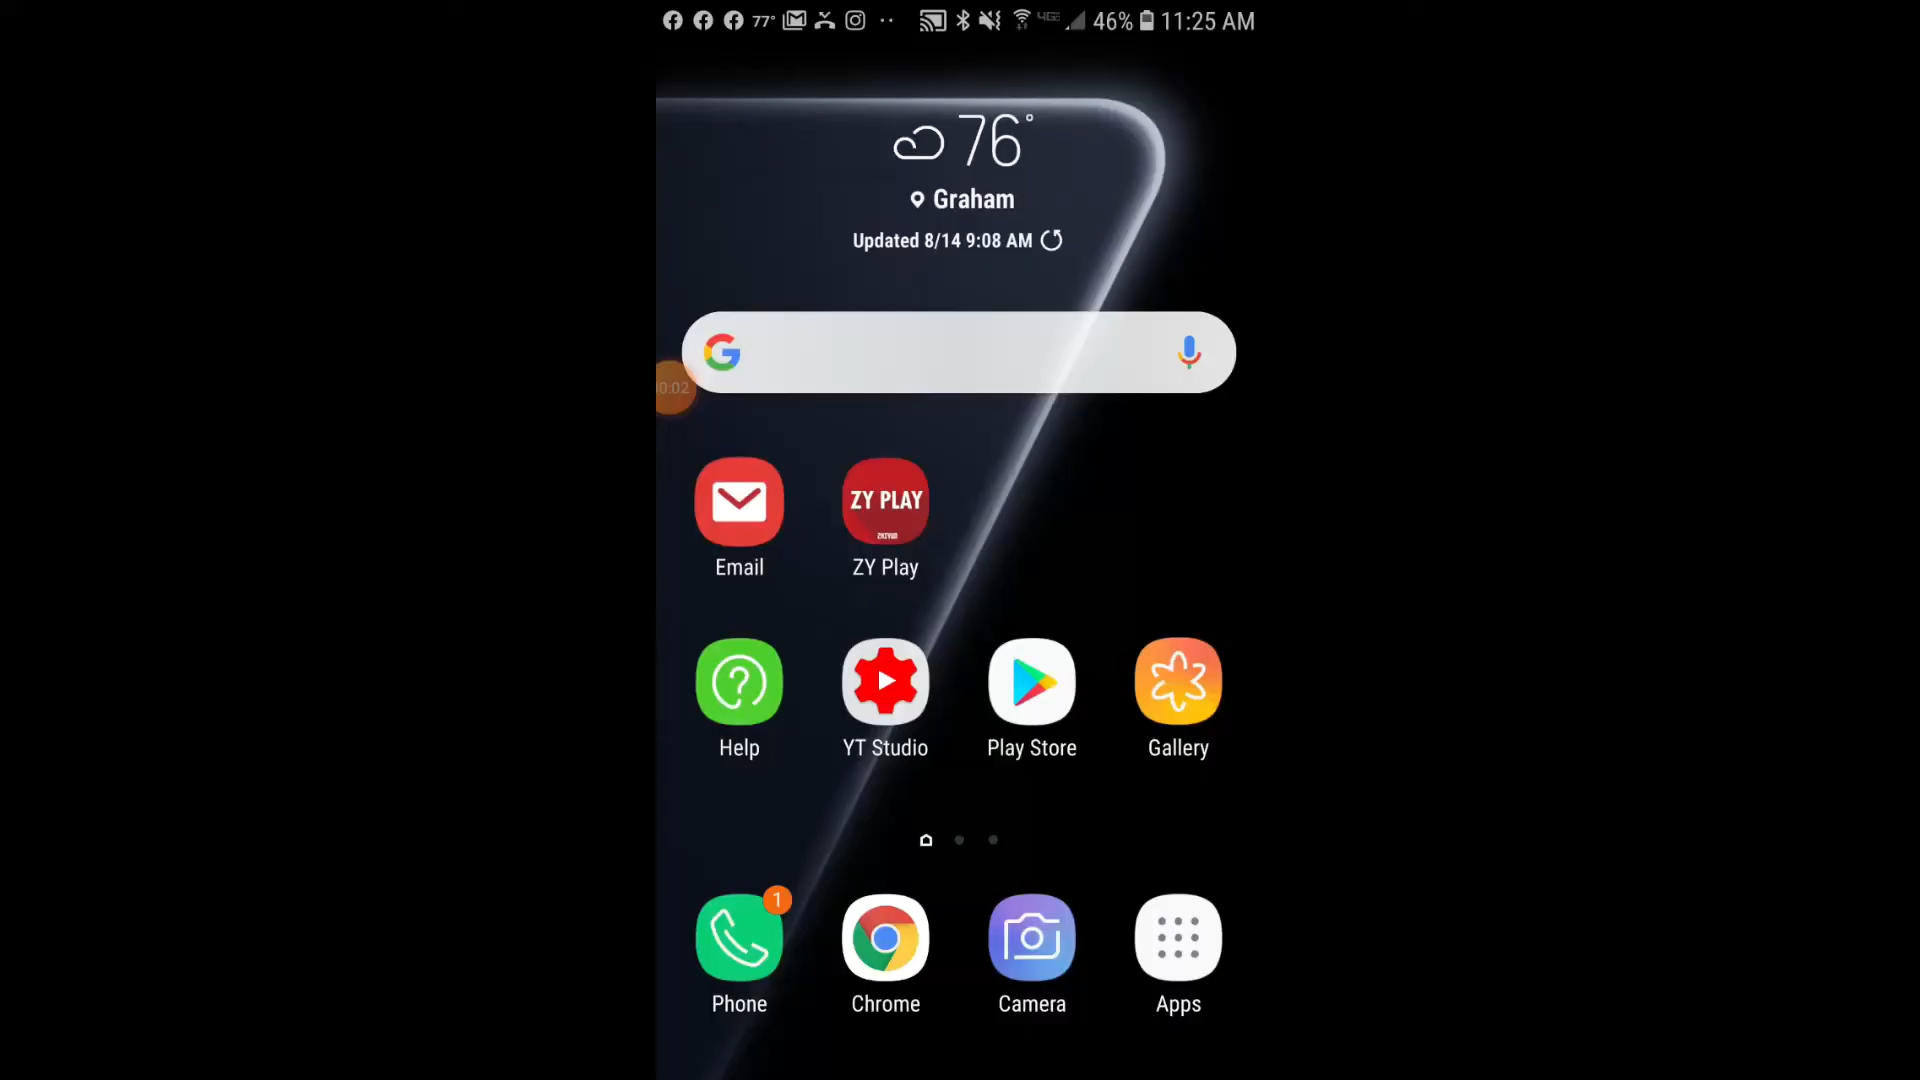 77° 46% 11:25 AM
76°
Graham
Updated 8/14 9:08 AM
0:02
ZY PLAY
Email
ZY Play
Help
YT Studio
Play Store
Gallery
1
Phone
Chrome
Camera
Apps